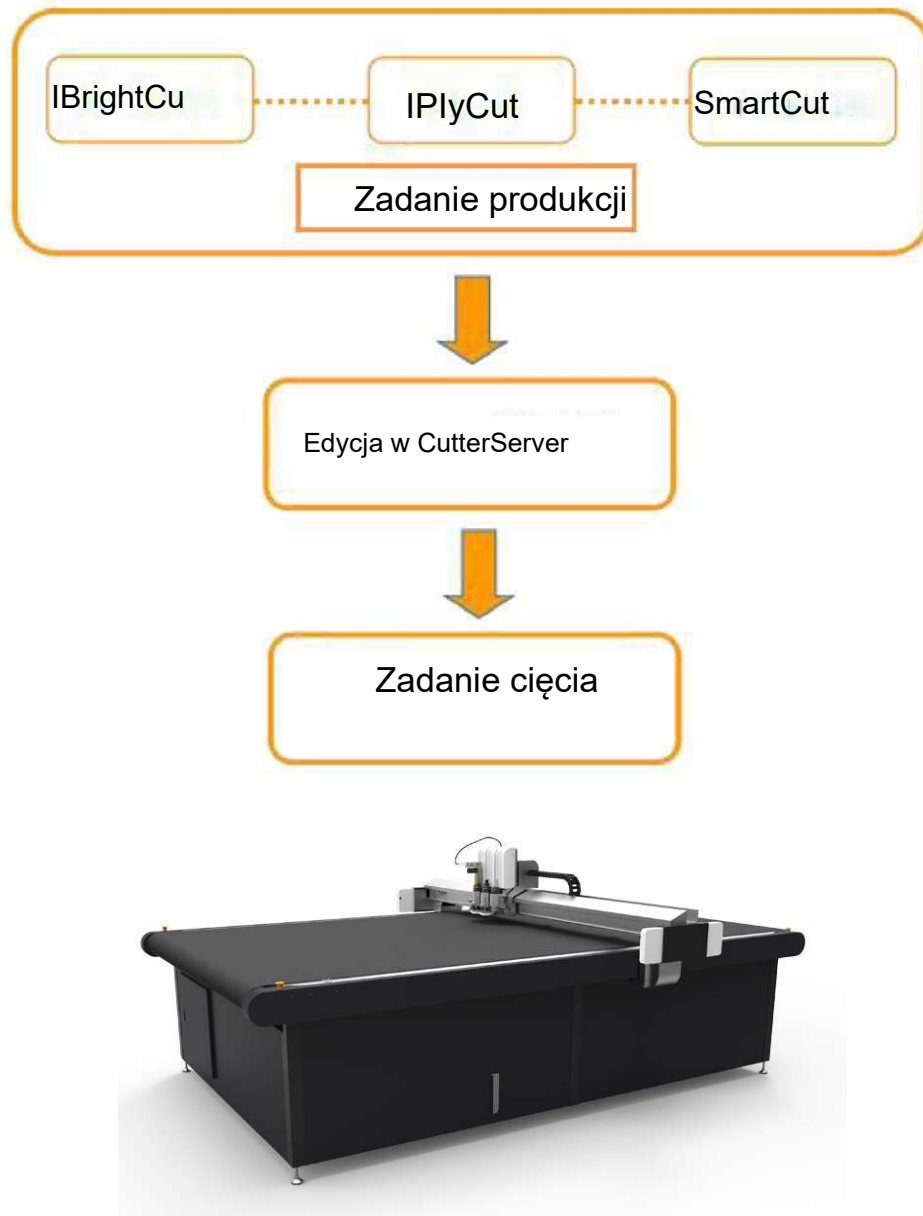 IBrightCu
IPlyCut
SmartCut
Zadanie produkcji
Edycja w CutterServer
Zadanie cięcia